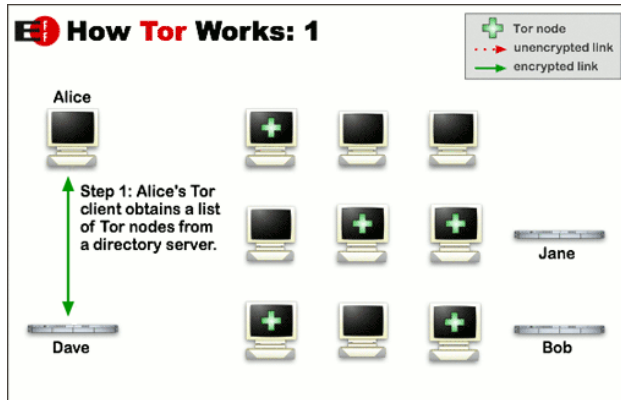 EFF How Tor Works: 1
Tor node
unencrypted link
encrypted link
Alice
Step 1: Alice's Tor
client obtains a list
of Tor nodes from
a directory server.
Jane
Dave
Bob